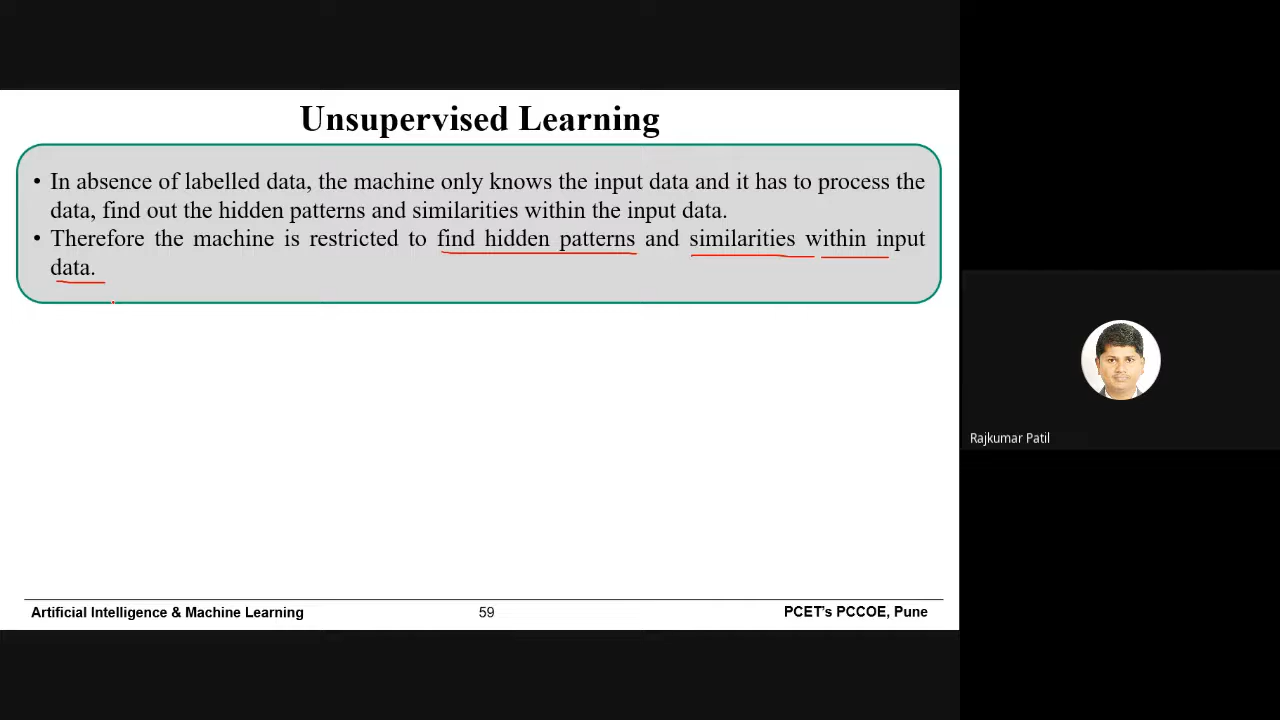 Unsupervised Learning
• In absence of labelled data, the machine only knows the input data and it has to process the
data, find out the hidden patterns and similarities within the input data.
• Therefore the machine is restricted to find hidden patterns and similarities within input
data.
Rajkumar Patil
Artificial Intelligence & Machine Learning 59 PCET's PCCOE, Pune